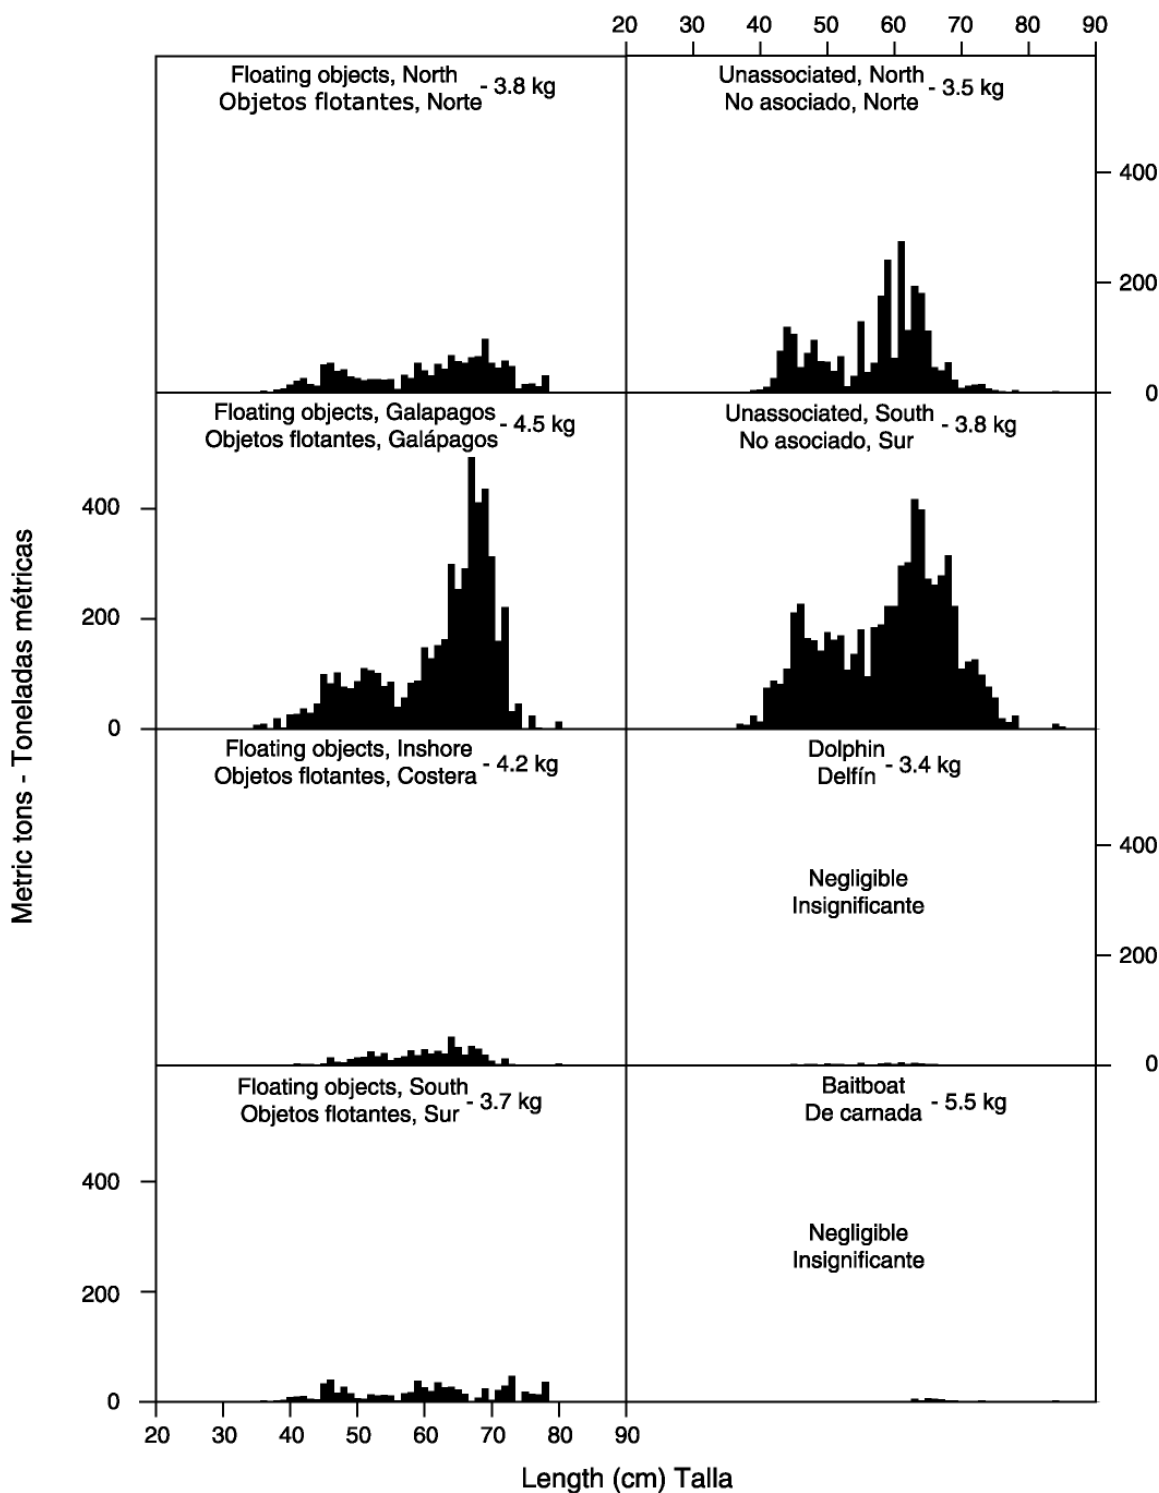 20 30 40 50 60 70 80 90
Floating objects, North
Objetos flotantes, Norte
- 3.8 kg
Unassociated, North
No asociado, Norte
- 3.5 kg
400
200
0
Floating objects, Galapagos
Objetos flotantes, Galápagos
- 4.5 kg
Unassociated, South
No asociado, Sur
- 3.8 kg
400
200
0
Metric tons - Toneladas métricas
Floating objects, Inshore
Objetos flotantes, Costera
- 4.2 kg
Dolphin
Delfín
- 3.4 kg
Negligible
Insignificante
400
200
0
Floating objects, South
Objetos flotantes, Sur
- 3.7 kg
Baitboat
De carnada
- 5.5 kg
Negligible
Insignificante
400
200
0
20 30 40 50 60 70 80 90
Length (cm) Talla